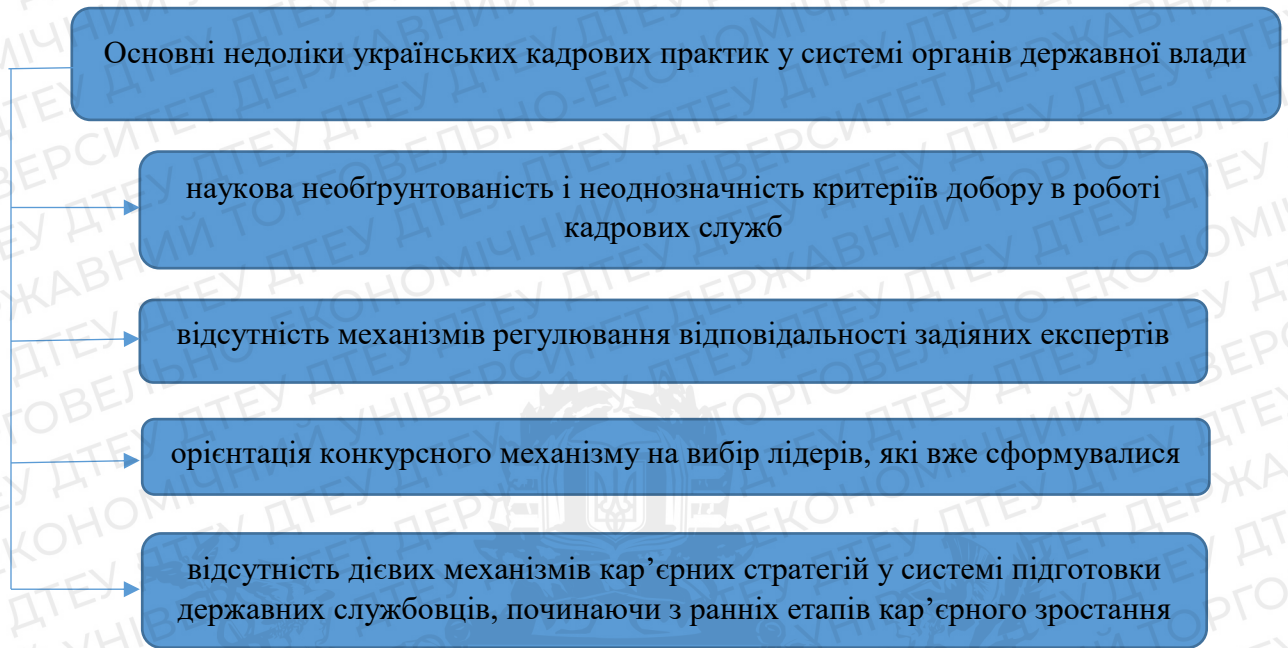 Основні недоліки українських кадрових практик у системі органів державної влади
наукова необґрунтованість і неоднозначність критеріїв добору в роботі
кадрових служб
відсутність механізмів регулювання відповідальності задіяних експертів
орієнтація конкурсного механізму на вибір лідерів, які вже сформувалися
відсутність дієвих механізмів кар’єрних стратегій у системі підготовки
державних службовців, починаючи з ранніх етапів кар’єрного зростання